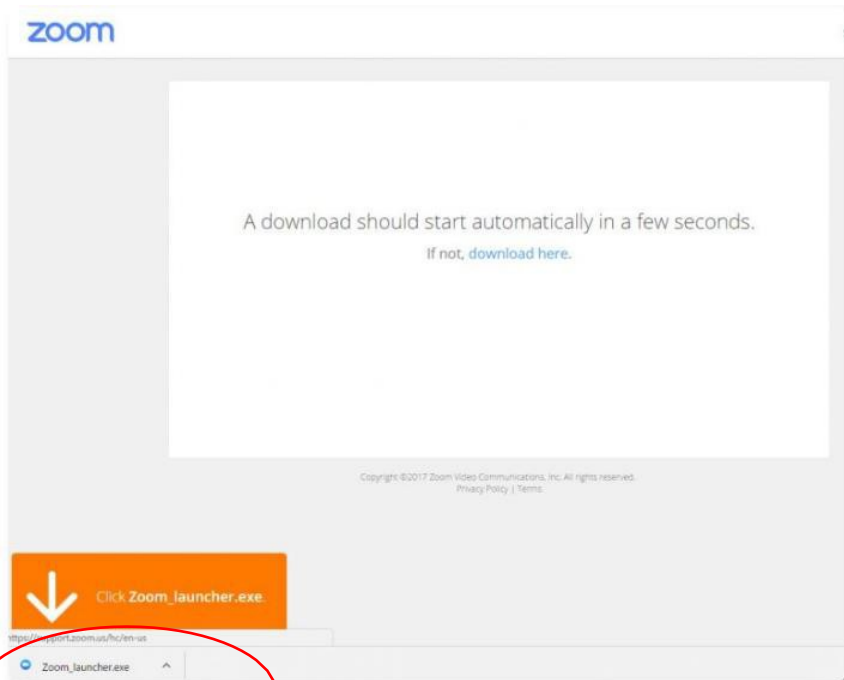 zoom
A download should start automatically in a few seconds.
If not, download here.
Copyright ©2017 Zoom Video Communications, Inc. All rights reserved.
Privacy Policy | Terms
Click Zoom_launcher.exe.
https://support.zoom.us/hc/en-us
Zoom_launcher.exe